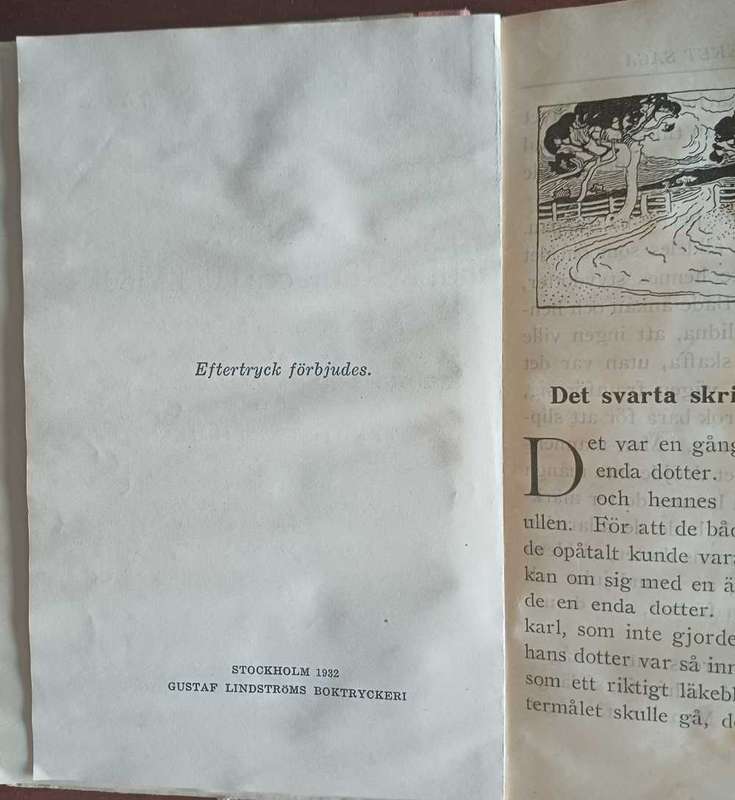 Eftertryck förbjudes.
STOCKHOLM 1932
GUSTAF LINDSTRÖMS BOKTRYCKERI
Det svarta skri
Det var en gång
enda dotter.
och hennes
ullen. För att de båd
de opåtalt kunde vara
kan om sig med en ä
de en enda dotter.
karl, som inte gjorde
hans dotter var så inn
som ett riktigt läkebl
termålet skulle gå, de